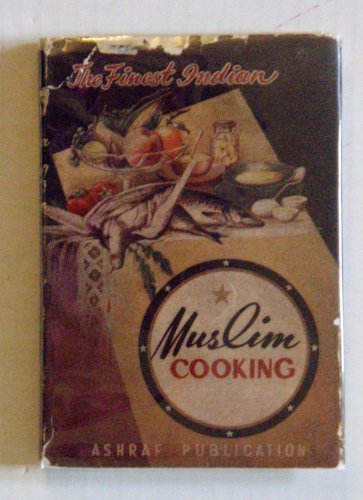 The Finest Indian
Muslim
COOKING
ASHRAF PUBLICATION